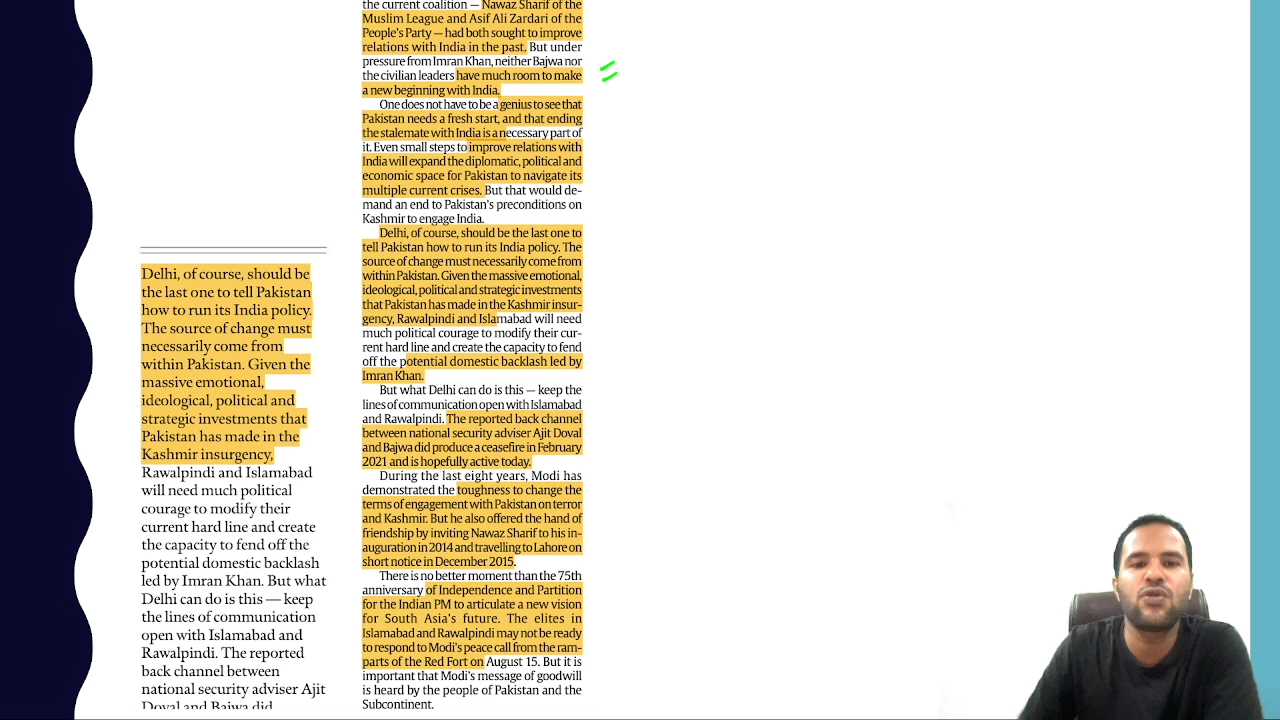 Delhi, of course, should be
the last one to tell Pakistan
how to run its India policy.
The source of change must
necessarily come from
within Pakistan. Given the
massive emotional,
ideological, political and
strategic investments that
Pakistan has made in the
Kashmir insurgency,
Rawalpindi and Islamabad
will need much political
courage to modify their
current hard line and create
the capacity to fend off the
potential domestic backlash
led by Imran Khan. But what
Delhi can do is this — keep
the lines of communication
open with Islamabad and
Rawalpindi. The reported
back channel between
national security adviser Ajit
Doval and Bajwa did
the current coalition — Nawaz Sharif of the
Muslim League and Asif Ali Zardari of the
People's Party — had both sought to improve
relations with India in the past. But under
pressure from Imran Khan, neither Bajwa nor
the civilian leaders have much room to make
a new beginning with India.
One does not have to be a genius to see that
Pakistan needs a fresh start, and that ending
the stalemate with India is a necessary part of
it. Even small steps to improve relations with
India will expand the diplomatic, political and
economic space for Pakistan to navigate its
multiple current crises. But that would de-
mand an end to Pakistan's preconditions on
Kashmir to engage India.
Delhi, of course, should be the last one to
tell Pakistan how to run its India policy. The
source of change must necessarily come from
within Pakistan. Given the massive emotional,
ideological, political and strategic investments
that Pakistan has made in the Kashmir insur-
gency, Rawalpindi and Islamabad will need
much political courage to modify their cur-
rent hard line and create the capacity to fend
off the potential domestic backlash led by
Imran Khan.
But what Delhi can do is this — keep the
lines of communication open with Islamabad
and Rawalpindi. The reported back channel
between national security adviser Ajit Doval
and Bajwa did produce a ceasefire in February
2021 and is hopefully active today.
During the last eight years, Modi has
demonstrated the toughness to change the
terms of engagement with Pakistan on terror
and Kashmir. But he also offered the hand of
friendship by inviting Nawaz Sharif to his in-
auguration in 2014 and travelling to Lahore on
short notice in December 2015.
There is no better moment than the 75th
anniversary of Independence and Partition
for the Indian PM to articulate a new vision
for South Asia's future. The elites in
Islamabad and Rawalpindi may not be ready
to respond to Modi's peace call from the ram-
parts of the Red Fort on August 15. But it is
important that Modi's message of goodwill
is heard by the people of Pakistan and the
Subcontinent.